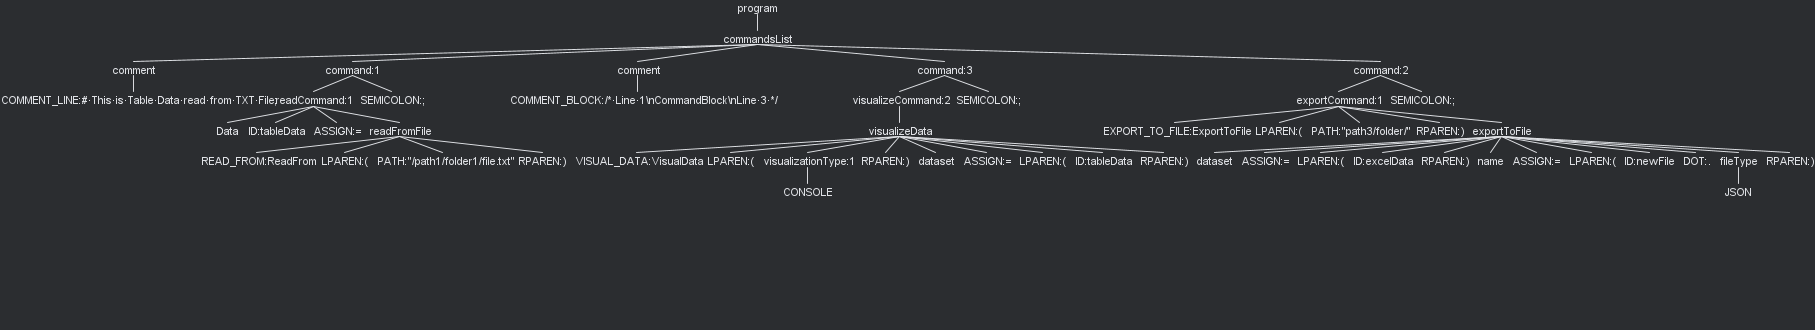 program
commandsList
comment command:1 comment command:3 command:2
COMMENT_LINE:#·This·is·Table·Data·read·from·TXT·File; readCommand:1 SEMICOLON:; COMMENT_BLOCK:/*·Line·1\nCommandBlock\nLine·3·*/ visualizeCommand:2 SEMICOLON:; exportCommand:1 SEMICOLON:;
Data ID:tableData ASSIGN:= readFromFile visualizeData EXPORT_TO_FILE:ExportToFile LPAREN:( PATH:"path3/folder/" RPAREN:) exportToFile
READ_FROM:ReadFrom LPAREN:( PATH:"/path1/folder1/file.txt" RPAREN:) VISUAL_DATA:VisualData LPAREN:( visualizationType:1 RPAREN:) dataset ASSIGN:= LPAREN:( ID:tableData RPAREN:) dataset ASSIGN:= LPAREN:( ID:excelData RPAREN:) name ASSIGN:= LPAREN:( ID:newFile DOT:. fileType RPAREN:)
CONSOLE JSON